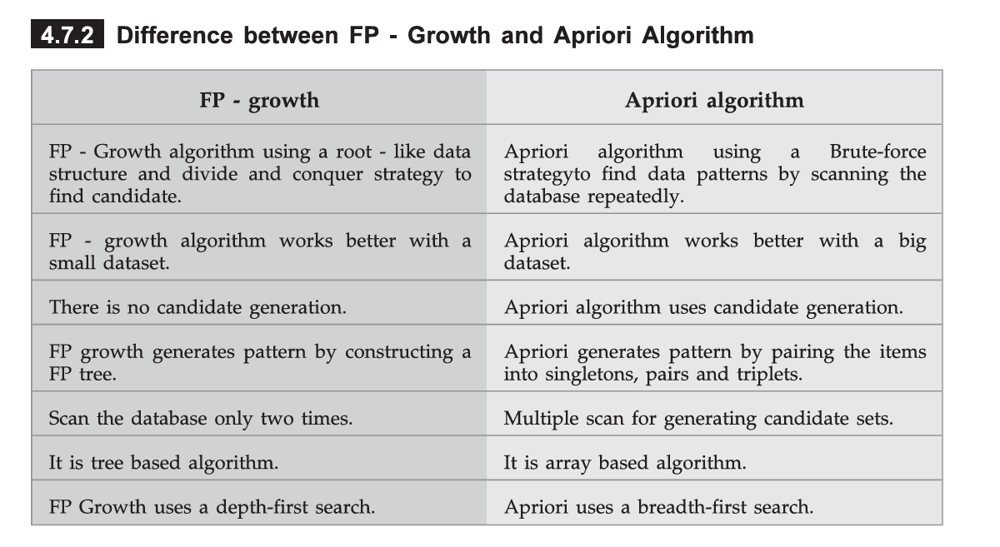 4.7.2 Difference between FP - Growth and Apriori Algorithm
FP - growth
Apriori algorithm
FP - Growth algorithm using a root - like data
structure and divide and conquer strategy to
find candidate.
Apriori algorithm using a Brute-force
strategyto find data patterns by scanning the
database repeatedly.
FP - growth algorithm works better with a
small dataset.
Apriori algorithm works better with a big
dataset.
There is no candidate generation.
Apriori algorithm uses candidate generation.
FP growth generates pattern by constructing a
FP tree.
Apriori generates pattern by pairing the items
into singletons, pairs and triplets.
Scan the database only two times.
Multiple scan for generating candidate sets.
It is tree based algorithm.
It is array based algorithm.
FP Growth uses a depth-first search.
Apriori uses a breadth-first search.